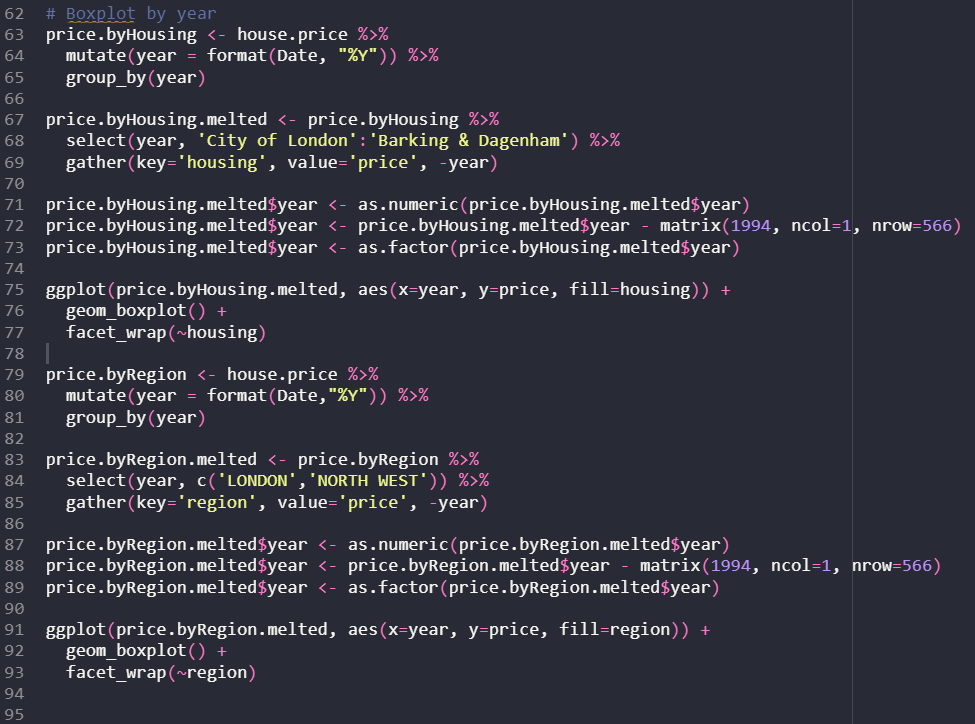 62 # Boxplot by year
63 price.byHousing <- house.price %>%
64   mutate(year = format(Date, "%Y")) %>%
65   group_by(year)
66
67 price.byHousing.melted <- price.byHousing %>%
68   select(year, 'City of London':'Barking & Dagenham') %>%
69   gather(key='housing', value='price', -year)
70
71 price.byHousing.melted$year <- as.numeric(price.byHousing.melted$year)
72 price.byHousing.melted$year <- price.byHousing.melted$year - matrix(1994, ncol=1, nrow=566)
73 price.byHousing.melted$year <- as.factor(price.byHousing.melted$year)
74
75 ggplot(price.byHousing.melted, aes(x=year, y=price, fill=housing)) +
76   geom_boxplot() +
77   facet_wrap(~housing)
78
79 price.byRegion <- house.price %>%
80   mutate(year = format(Date,"%Y")) %>%
81   group_by(year)
82
83 price.byRegion.melted <- price.byRegion %>%
84   select(year, c('LONDON','NORTH WEST')) %>%
85   gather(key='region', value='price', -year)
86
87 price.byRegion.melted$year <- as.numeric(price.byRegion.melted$year)
88 price.byRegion.melted$year <- price.byRegion.melted$year - matrix(1994, ncol=1, nrow=566)
89 price.byRegion.melted$year <- as.factor(price.byRegion.melted$year)
90
91 ggplot(price.byRegion.melted, aes(x=year, y=price, fill=region)) +
92   geom_boxplot() +
93   facet_wrap(~region)
94
95